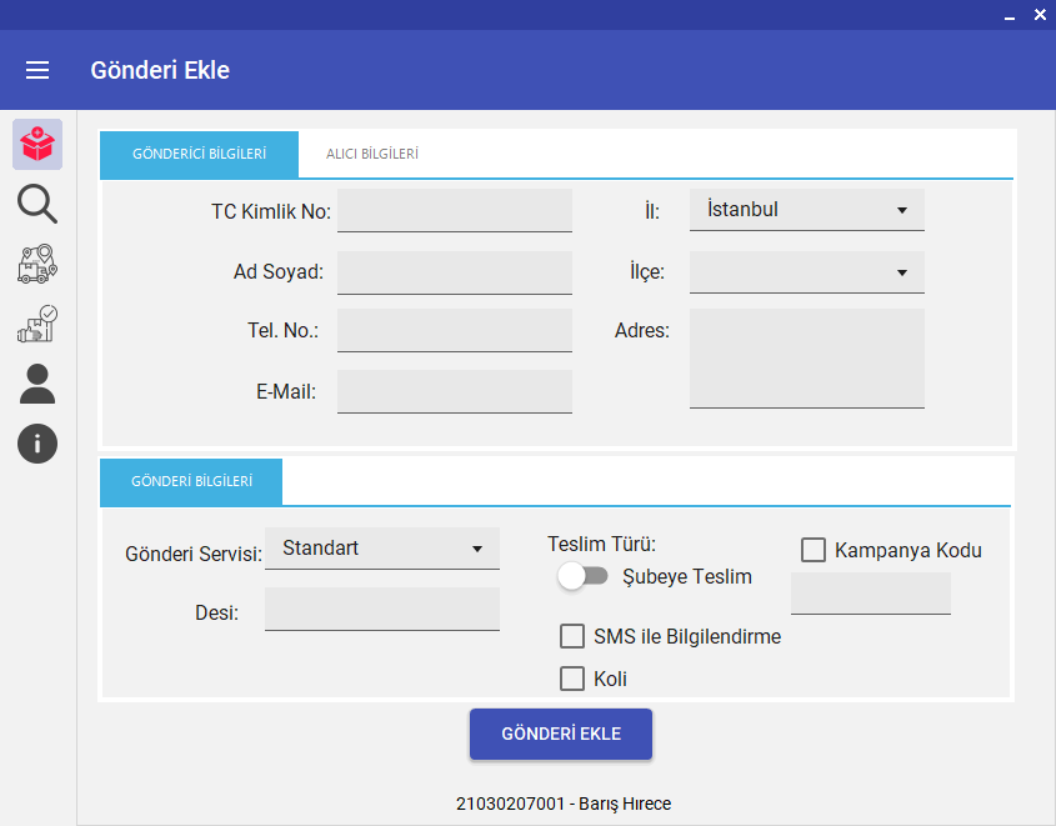 Gönderi Ekle
GÖNDERİCİ BİLGİLERİ
ALICI BİLGİLERİ
TC Kimlik No:
İl:
İstanbul
Ad Soyad:
İlçe:
Tel. No.:
Adres:
E-Mail:
GÖNDERİ BİLGİLERİ
Gönderi Servisi:
Standart
Teslim Türü:
Kampanya Kodu
Şubeye Teslim
Desi:
SMS ile Bilgilendirme
Koli
GÖNDERİ EKLE
21030207001 - Barış Hırece